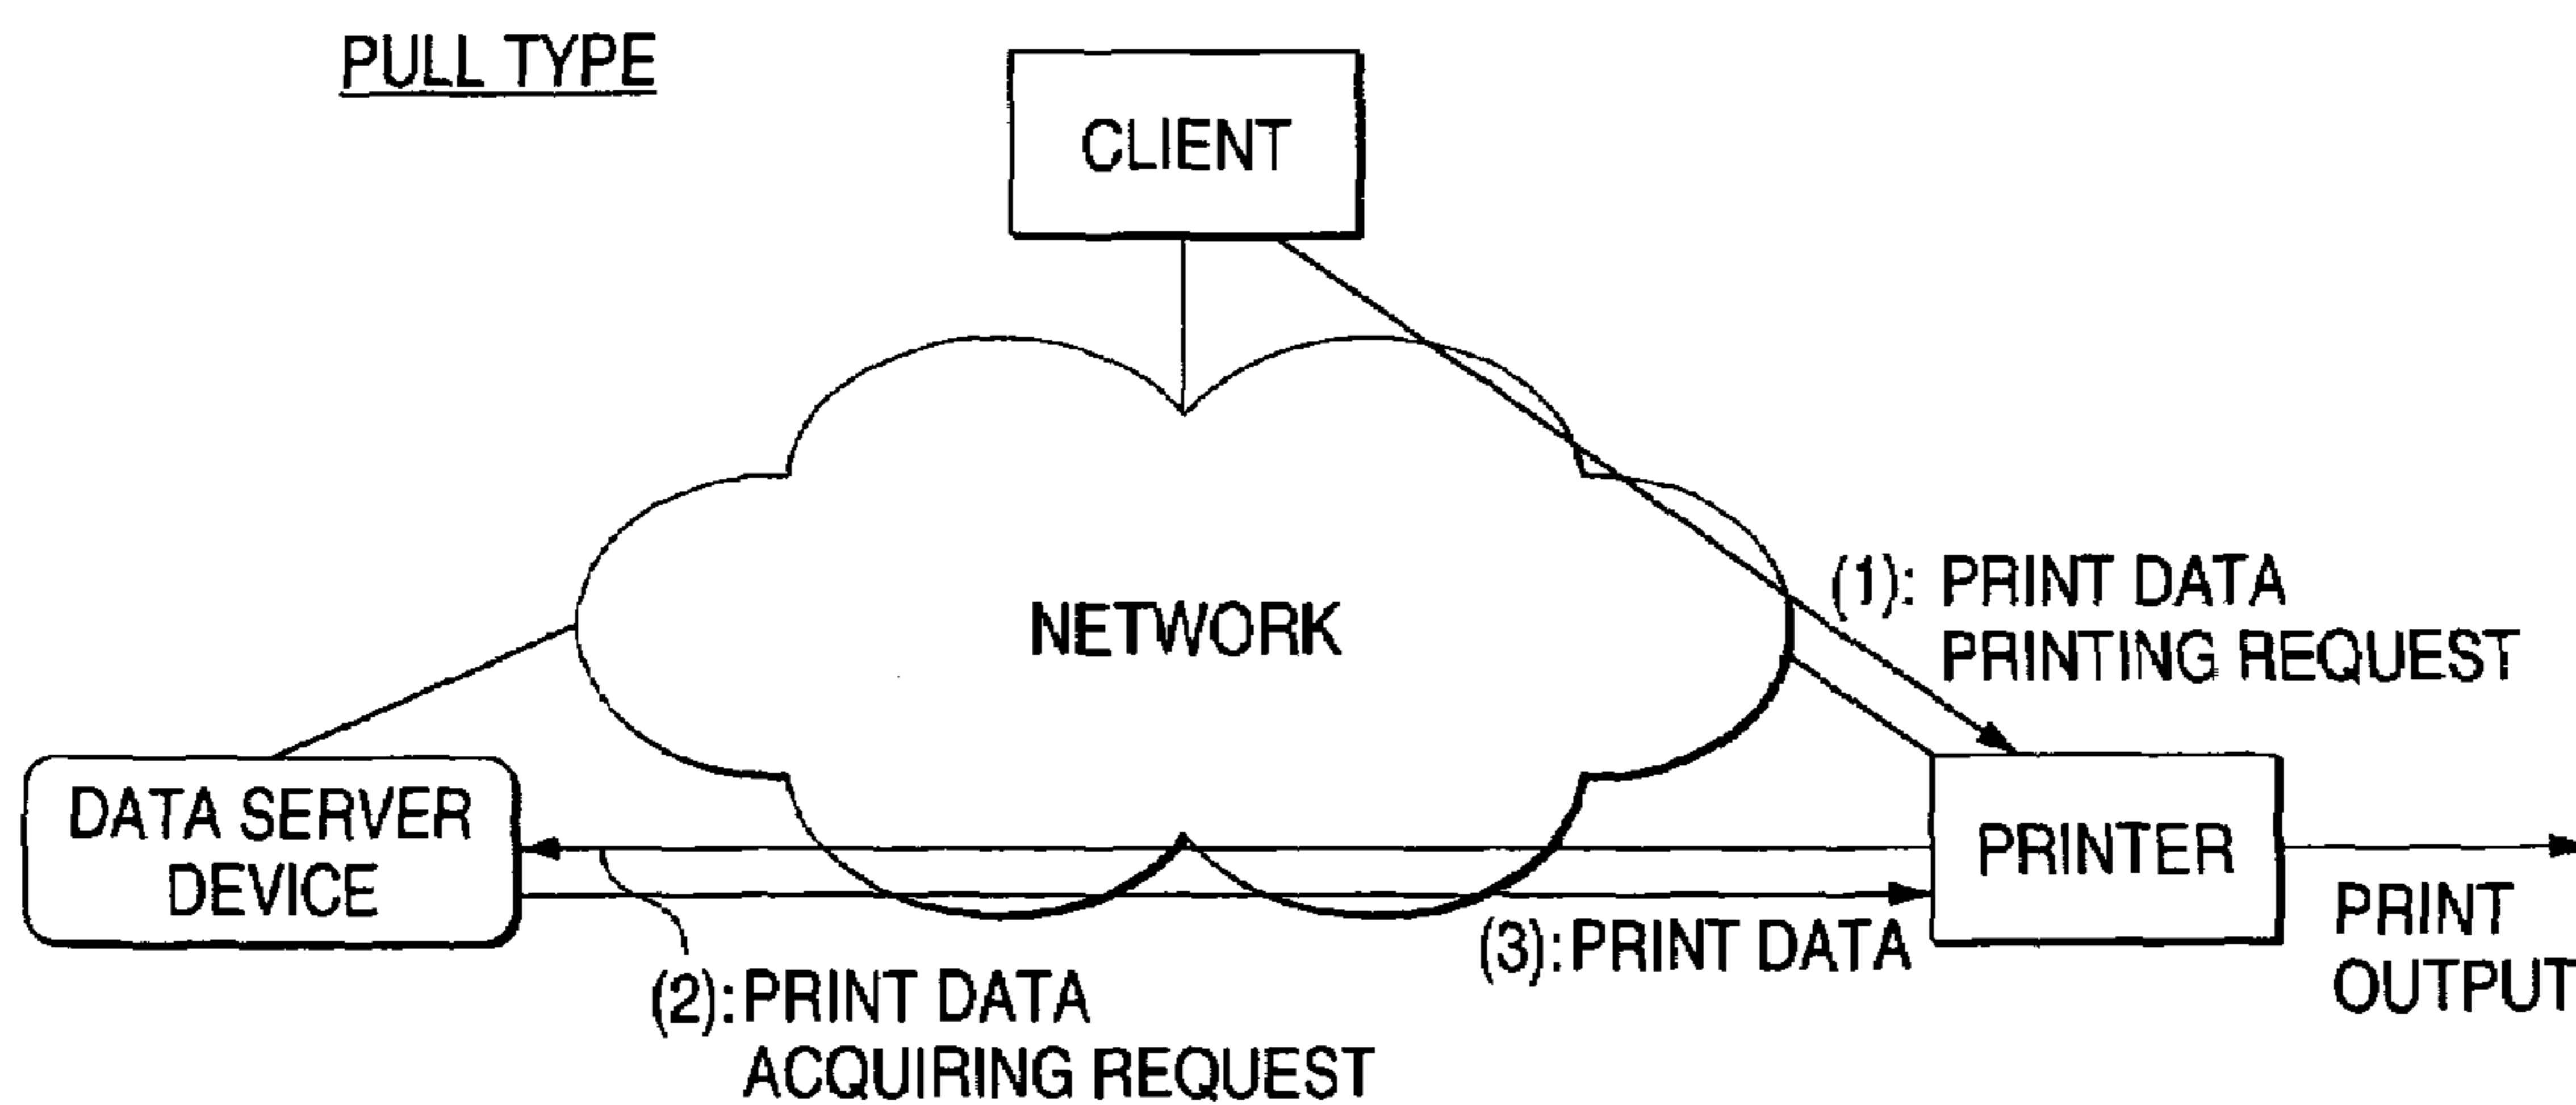 PULL TYPE
CLIENT
NETWORK
(1): PRINT DATA
PRINTING REQUEST
DATA SERVER
DEVICE
PRINTER
(2): PRINT DATA
ACQUIRING REQUEST
(3): PRINT DATA
PRINT
OUTPUT